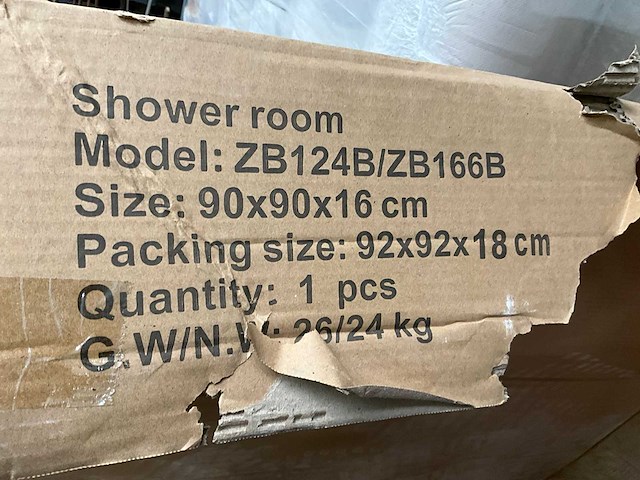 Shower room
Model: ZB124B/ZB166B
Size: 90x90x16 cm
Packing size: 92x92x18 cm
Quantity: 1 pcs
G.W/N.W: 26/24 kg